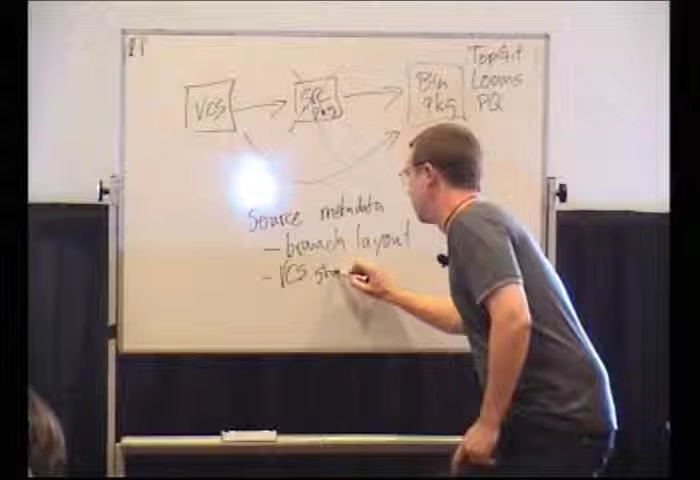 VCS
SRC
pkg
Bin
pkg
TopGit
Looms
PQ
Source metadata
- branch layout
- VCS